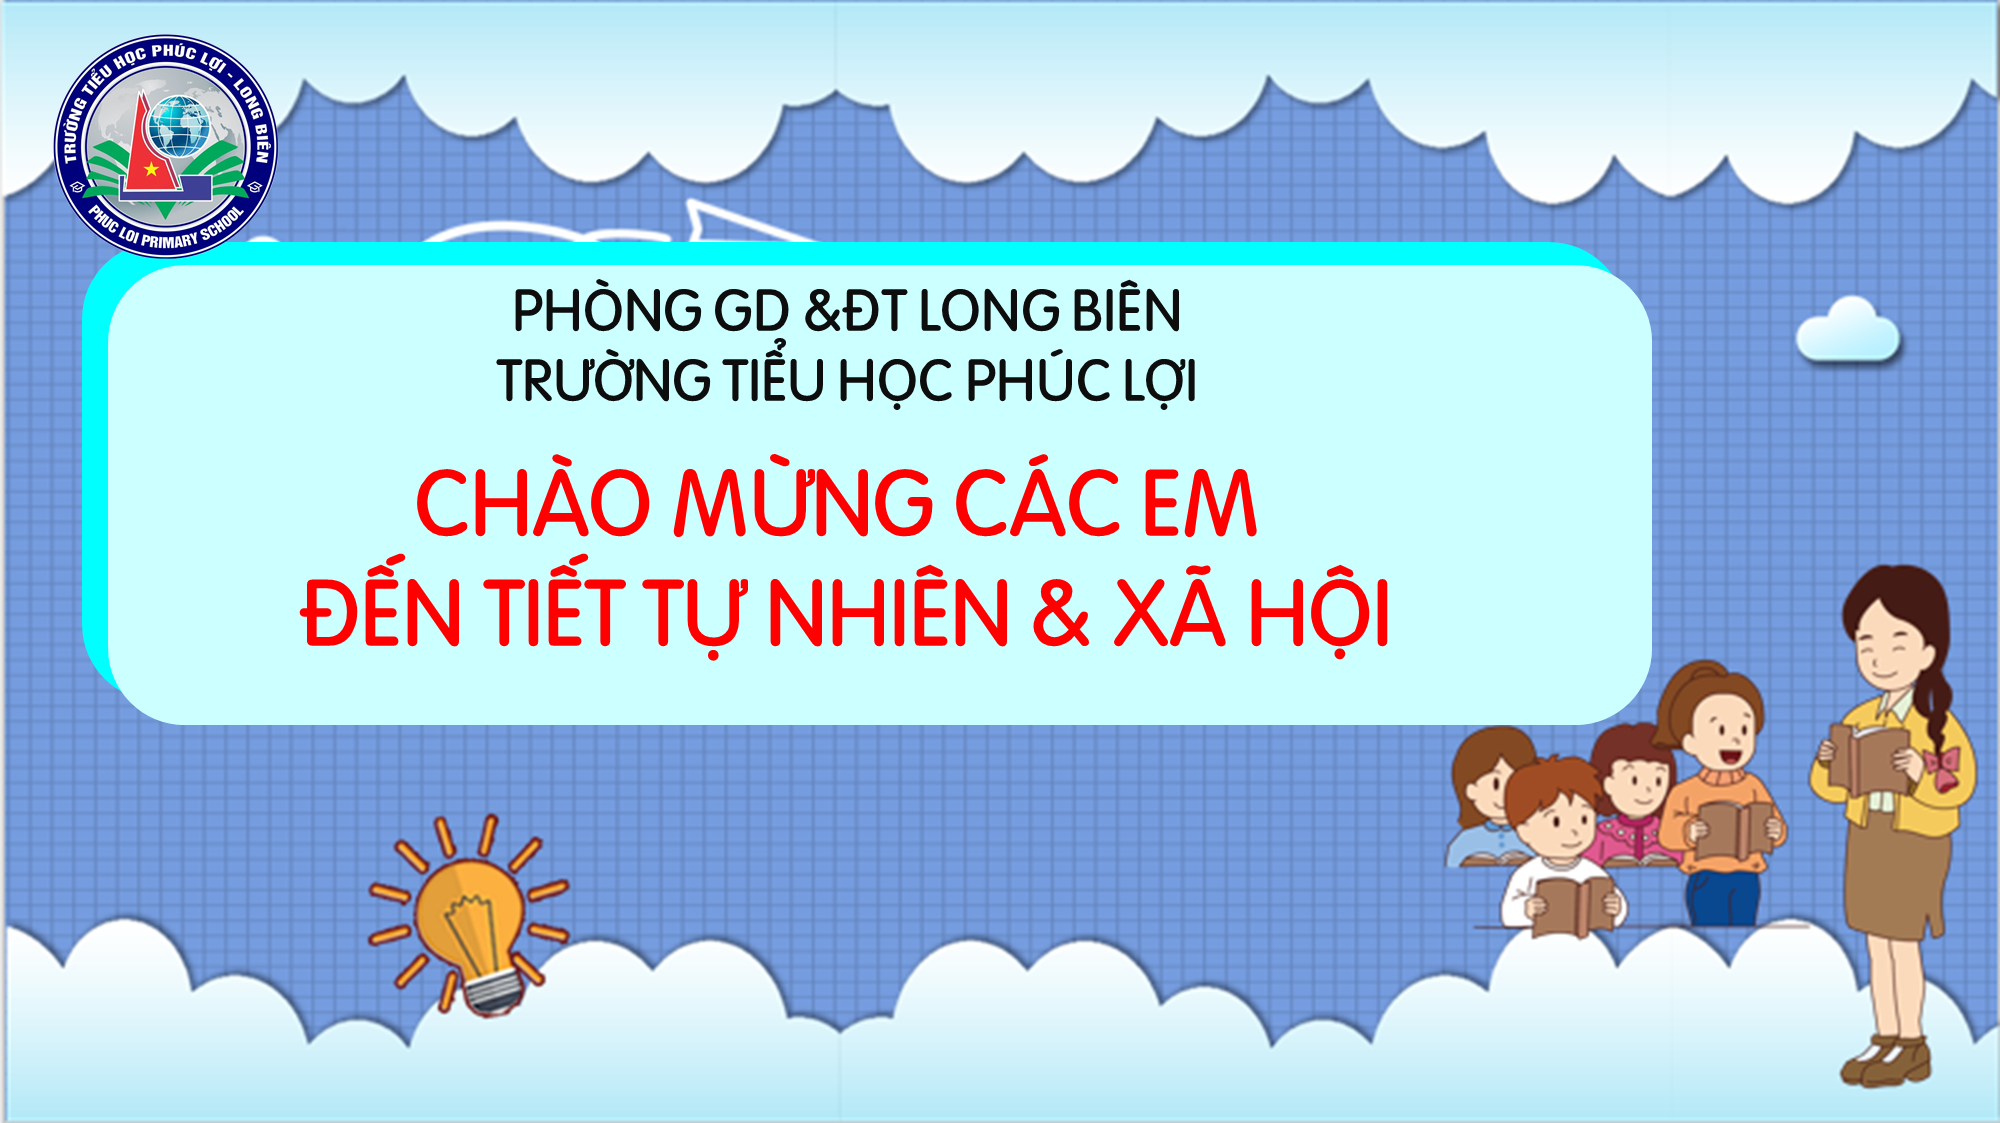 TRƯỜNG TIỂU HỌC PHÚC LỢI - LONG BIÊN
PHUC LOI PRIMARY SCHOOL
PHÒNG GD &ĐT LONG BIÊN
TRƯỜNG TIỂU HỌC PHÚC LỢI
CHÀO MỪNG CÁC EM
ĐẾN TIẾT TỰ NHIÊN & XÃ HỘI